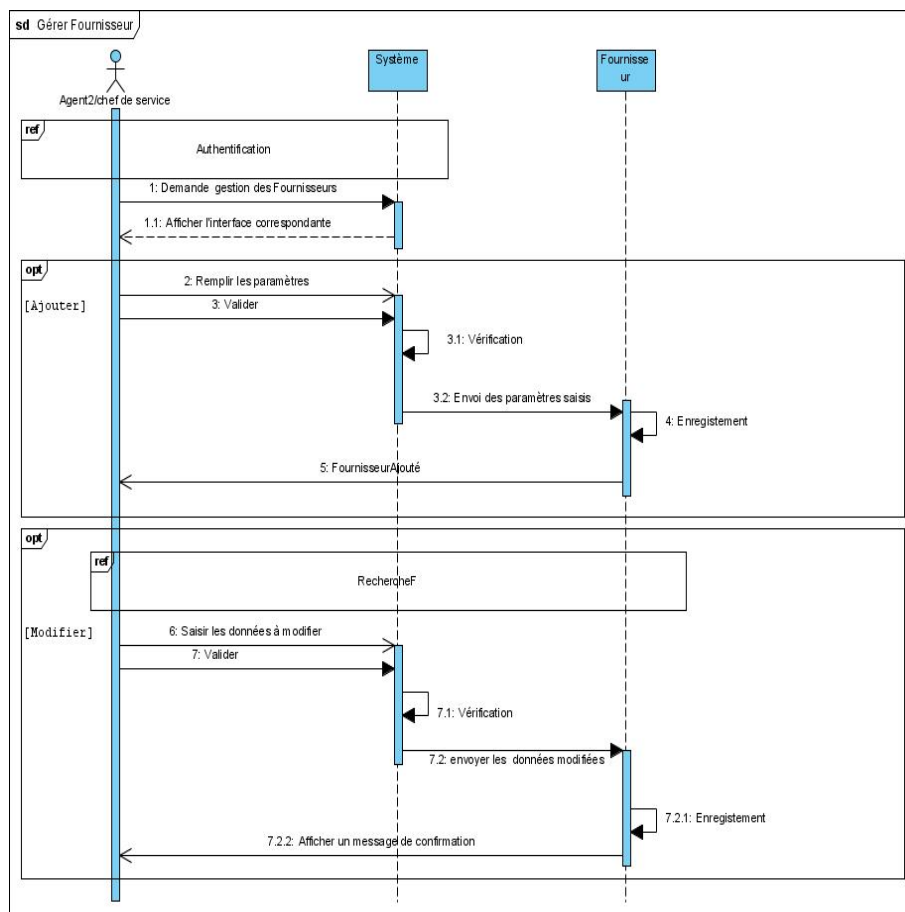 sd Gérer Fournisseur
Agent2/chef de service
Système
Fournisse
ur
ref
Authentification
1: Demande gestion des Fournisseurs
1.1: Afficher l'interface correspondante
opt
[Ajouter]
2: Remplir les paramètres
3: Valider
3.1: Vérification
3.2: Envoi des paramètres saisis
4: Enregistement
5: FournisseurAjouté
opt
ref
RechercheF
[Modifier]
6: Saisir les données à modifier
7: Valider
7.1: Vérification
7.2: envoyer les données modifiées
7.2.1: Enregistement
7.2.2: Afficher un message de confirmation